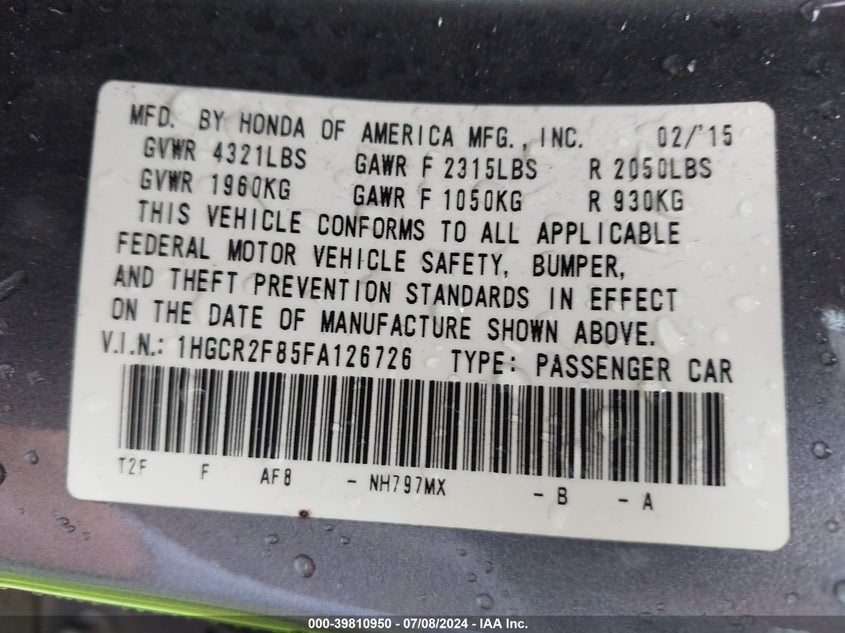 MFD. BY HONDA OF AMERICA MFG., INC. 02/'15
GVWR 4321LBS GAWR F 2315LBS R 2050LBS
GVWR 1960KG GAWR F 1050KG R 930KG
THIS VEHICLE CONFORMS TO ALL APPLICABLE
FEDERAL MOTOR VEHICLE SAFETY, BUMPER,
AND THEFT PREVENTION STANDARDS IN EFFECT
ON THE DATE OF MANUFACTURE SHOWN ABOVE.
V.I.N.: 1HGCR2F85FA126726 TYPE: PASSENGER CAR
T2F F AF8 - NH797MX - B - A
000-39810950 - 07/08/2024 - IAA Inc.